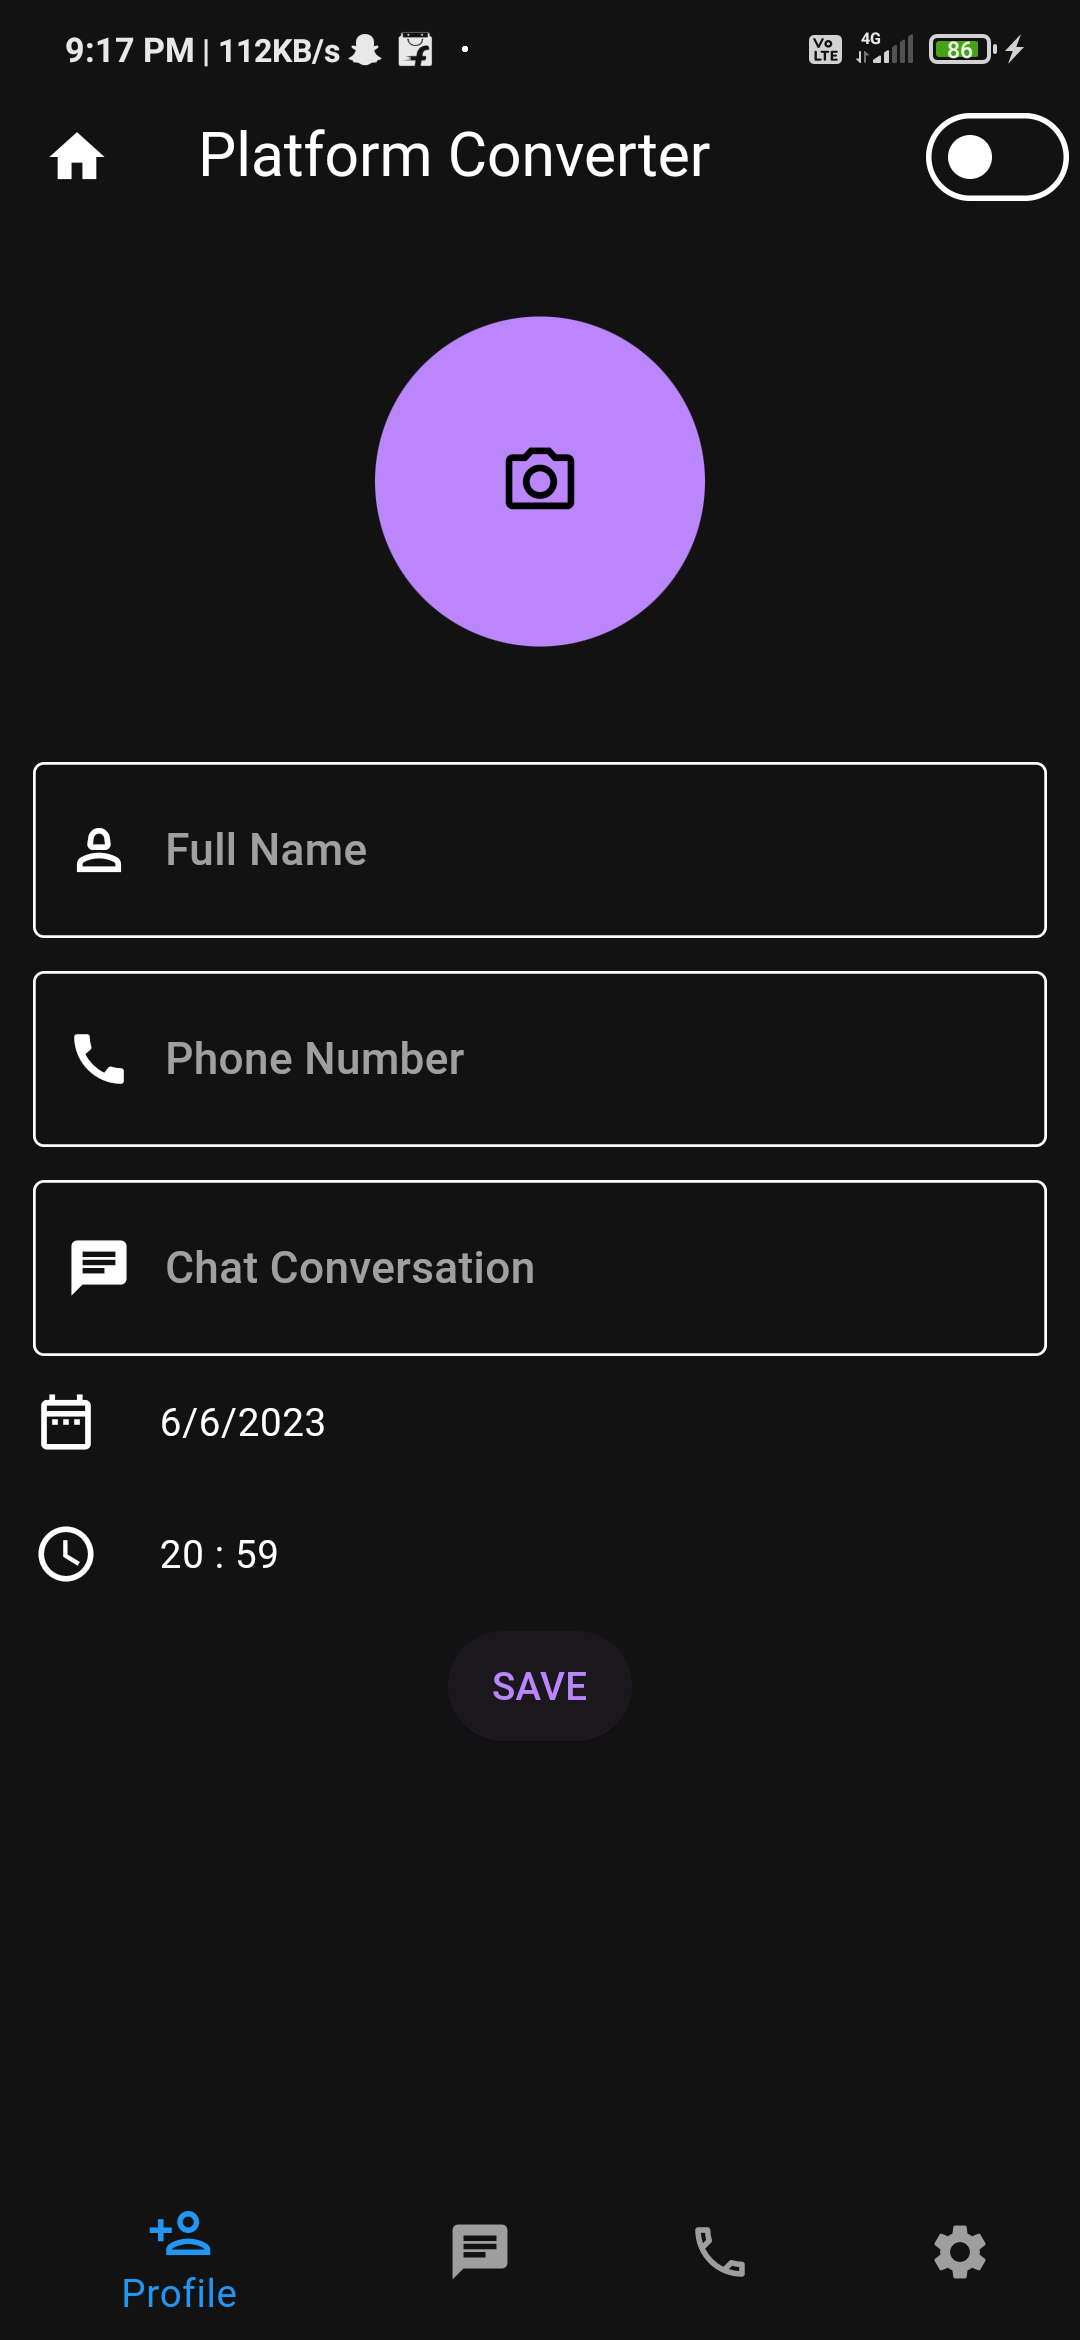 9:17 PM | 112KB/s
Vo LTE 4G 86
Platform Converter
Full Name
Phone Number
Chat Conversation
6/6/2023
20 : 59
SAVE
Profile